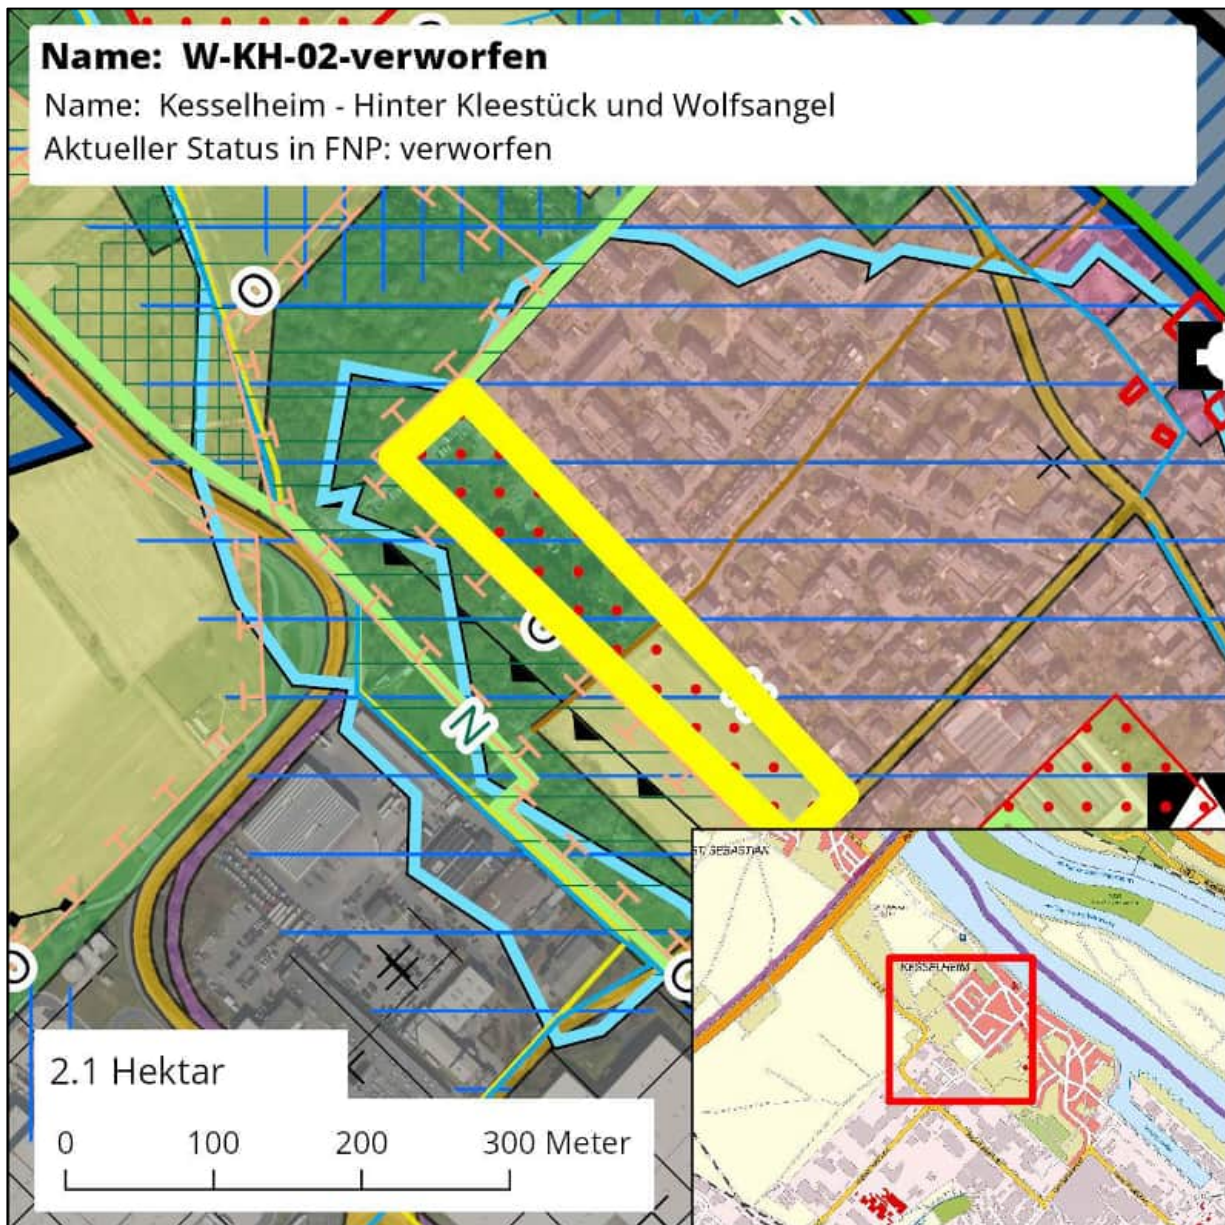 Name: W-KH-02-verworfen
Name: Kesselheim - Hinter Kleestück und Wolfsangel
Aktueller Status in FNP: verworfen
N
ST. SEBASTIAN
KESSELHEIM
2.1 Hektar
0 100 200 300 Meter